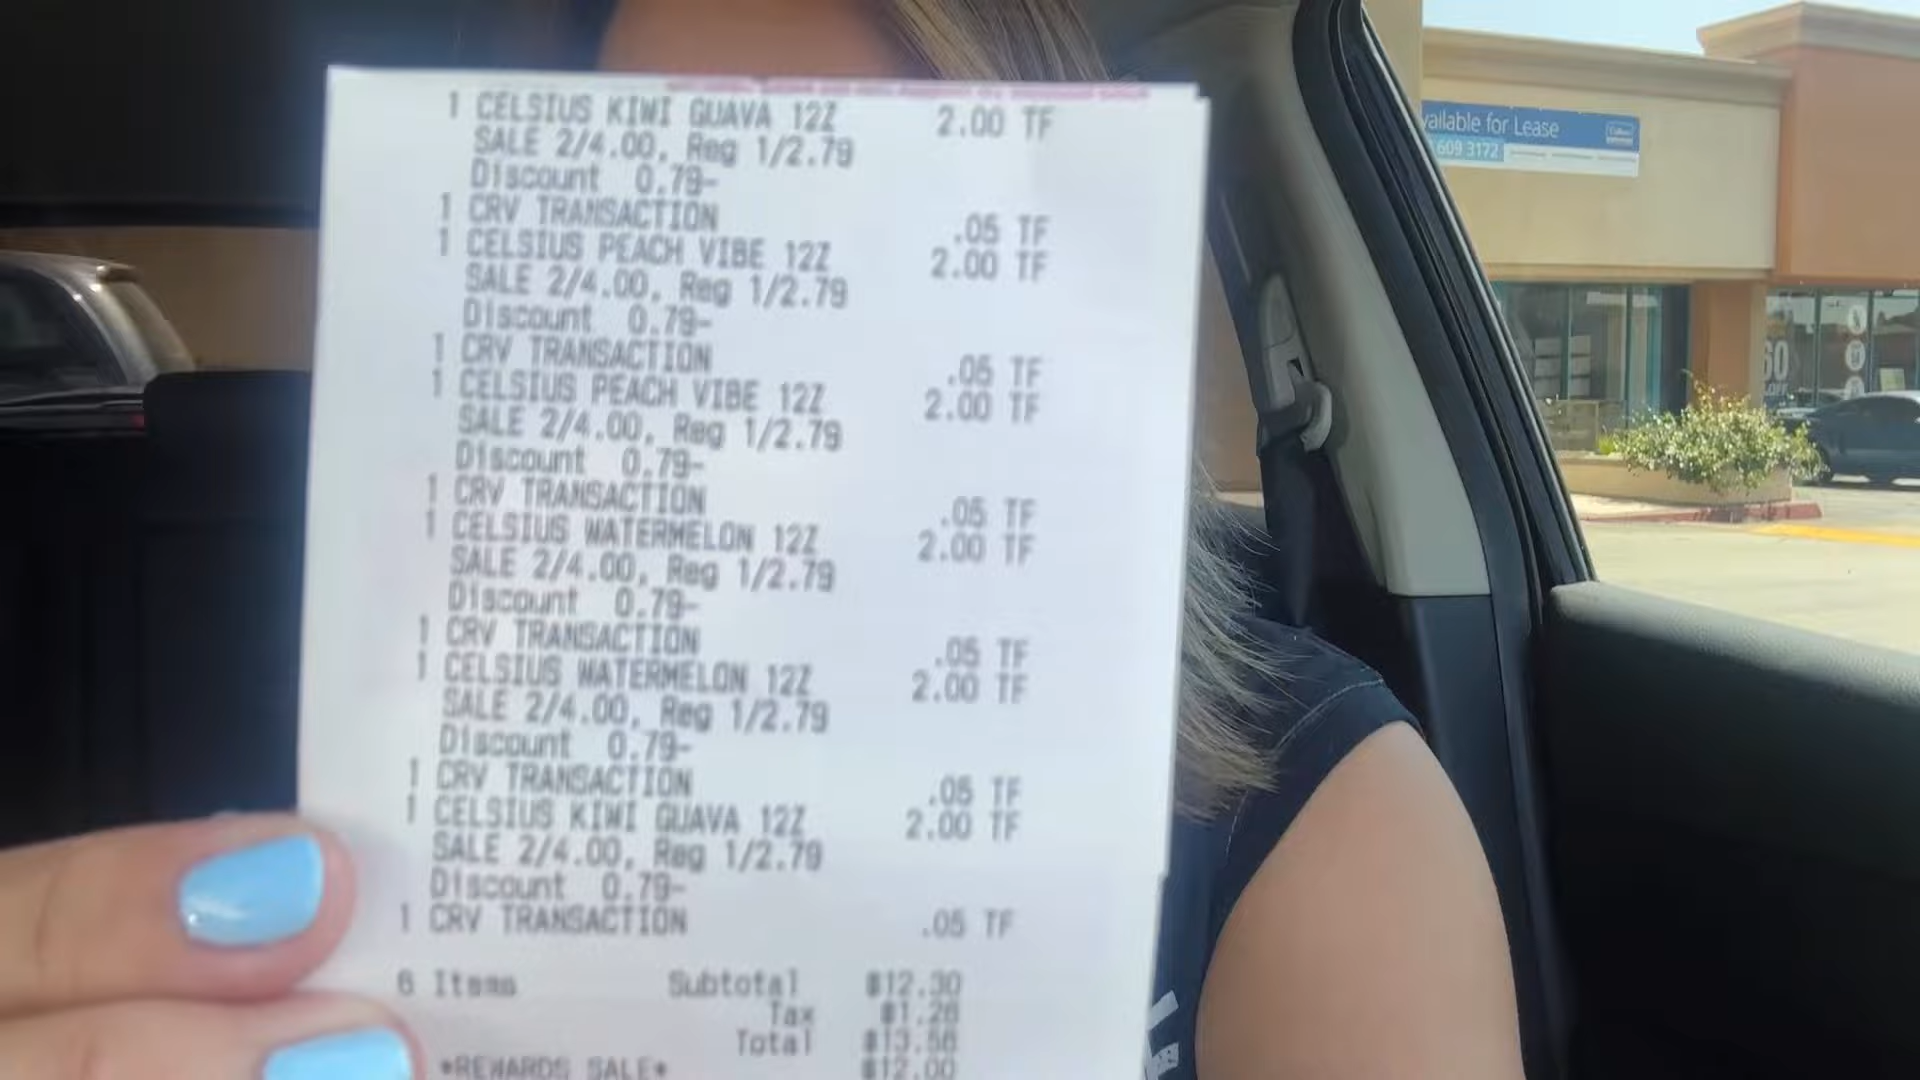 1 CELSIUS KIWI GUAVA 12Z 2.00 TF
SALE 2/4.00, Reg 1/2.79
Discount 0.79-
1 CRV TRANSACTION .05 TF
1 CELSIUS PEACH VIBE 12Z 2.00 TF
SALE 2/4.00, Reg 1/2.79
Discount 0.79-
1 CRV TRANSACTION .05 TF
1 CELSIUS PEACH VIBE 12Z 2.00 TF
SALE 2/4.00, Reg 1/2.79
Discount 0.79-
1 CRV TRANSACTION .05 TF
1 CELSIUS WATERMELON 12Z 2.00 TF
SALE 2/4.00, Reg 1/2.79
Discount 0.79-
1 CRV TRANSACTION .05 TF
1 CELSIUS WATERMELON 12Z 2.00 TF
SALE 2/4.00, Reg 1/2.79
Discount 0.79-
1 CRV TRANSACTION .05 TF
1 CELSIUS KIWI GUAVA 12Z 2.00 TF
SALE 2/4.00, Reg 1/2.79
Discount 0.79-
1 CRV TRANSACTION .05 TF
6 Items Subtotal $12.30
Tax $1.28
Total $13.58
*REWARDS SALE* $12.00
vailable for Lease
609 3172
60